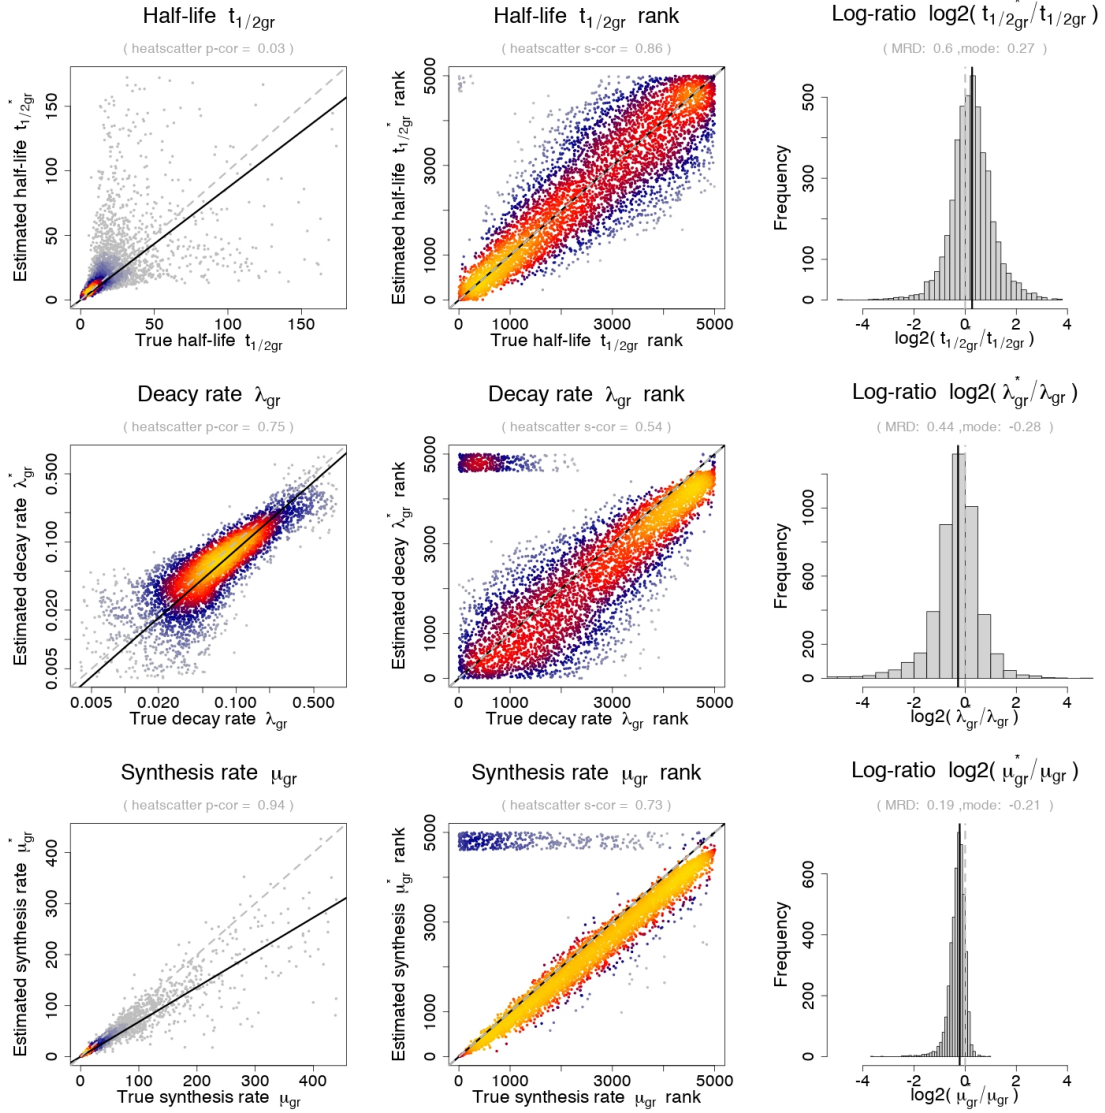 Half-life t1/2gr
( heatscatter p-cor = 0.03 )
Estimated half-life t*1/2gr
150
100
50
0
0 50 100 150
True half-life t1/2gr
Half-life t1/2gr rank
( heatscatter s-cor = 0.86 )
Estimated half-life t*1/2gr rank
5000
3000
1000
0
0 1000 3000 5000
True half-life t1/2gr rank
Log-ratio log2( t*1/2gr/t1/2gr )
( MRD: 0.6 ,mode: 0.27 )
Frequency
500
300
100
0
-4 -2 0 2 4
log2( t*1/2gr/t1/2gr )
Deacy rate λgr
( heatscatter p-cor = 0.75 )
Estimated decay rate λ*gr
0.500
0.100
0.020
0.005
0.005 0.020 0.100 0.500
True decay rate λgr
Decay rate λgr rank
( heatscatter s-cor = 0.54 )
Estimated decay λ*gr rank
5000
3000
1000
0
0 1000 3000 5000
True decay rate λgr rank
Log-ratio log2( λ*gr/λgr )
( MRD: 0.44 ,mode: -0.28 )
Frequency
1000
600
200
0
-4 -2 0 2 4
log2( λ*gr/λgr )
Synthesis rate μgr
( heatscatter p-cor = 0.94 )
Estimated synthesis rate μ*gr
400
300
200
100
0
0 100 200 300 400
True synthesis rate μgr
Synthesis rate μgr rank
( heatscatter s-cor = 0.73 )
Estimated synthesis μ*gr rank
5000
3000
1000
0
0 1000 3000 5000
True synthesis rate μgr rank
Log-ratio log2( μ*gr/μgr )
( MRD: 0.19 ,mode: -0.21 )
Frequency
600
400
200
0
-4 -2 0 2 4
log2( μ*gr/μgr )